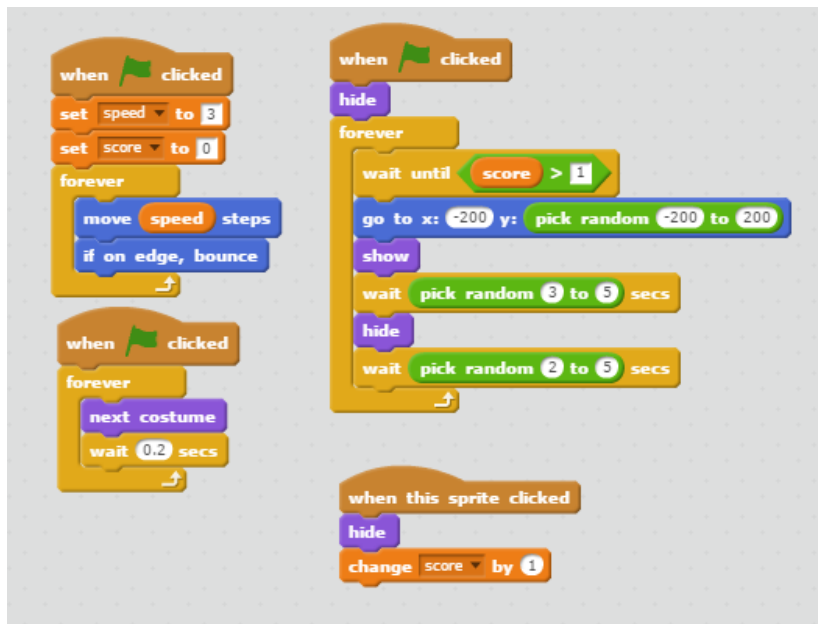 when clicked
set speed to 3
set score to 0
forever
move speed steps
if on edge, bounce
when clicked
forever
next costume
wait 0.2 secs
when clicked
hide
forever
wait until score > 1
go to x: -200 y: pick random -200 to 200
show
wait pick random 3 to 5 secs
hide
wait pick random 2 to 5 secs
when this sprite clicked
hide
change score by 1